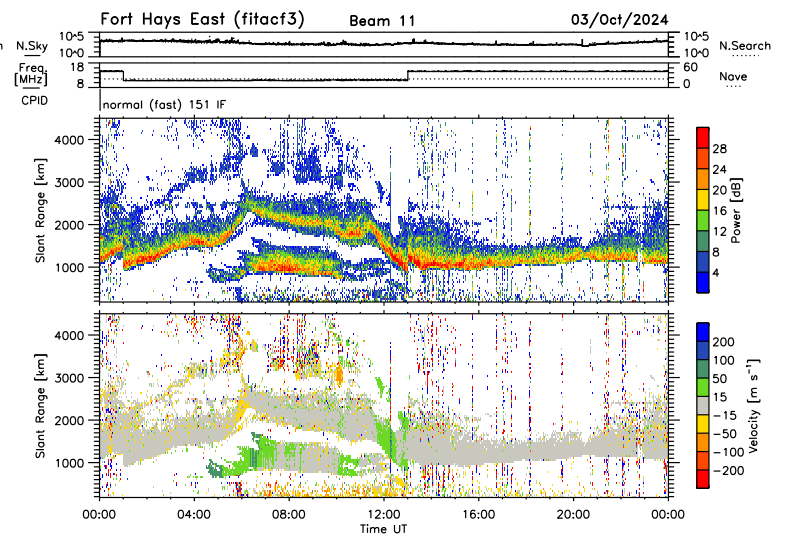 Fort Hays East (fitacf3) Beam 11 03/Oct/2024
N.Sky 10^5 10^0 10^5 10^0 N.Search
Freq. [MHz] 18 8 60 0 Nave
CPID normal (fast) 151 IF
Slant Range [km] 4000 3000 2000 1000
Power [dB] 28 24 20 16 12 8 4
Slant Range [km] 4000 3000 2000 1000
Velocity [m s⁻¹] 200 100 50 15 −15 −50 −100 −200
00:00 04:00 08:00 12:00 16:00 20:00 00:00
Time UT